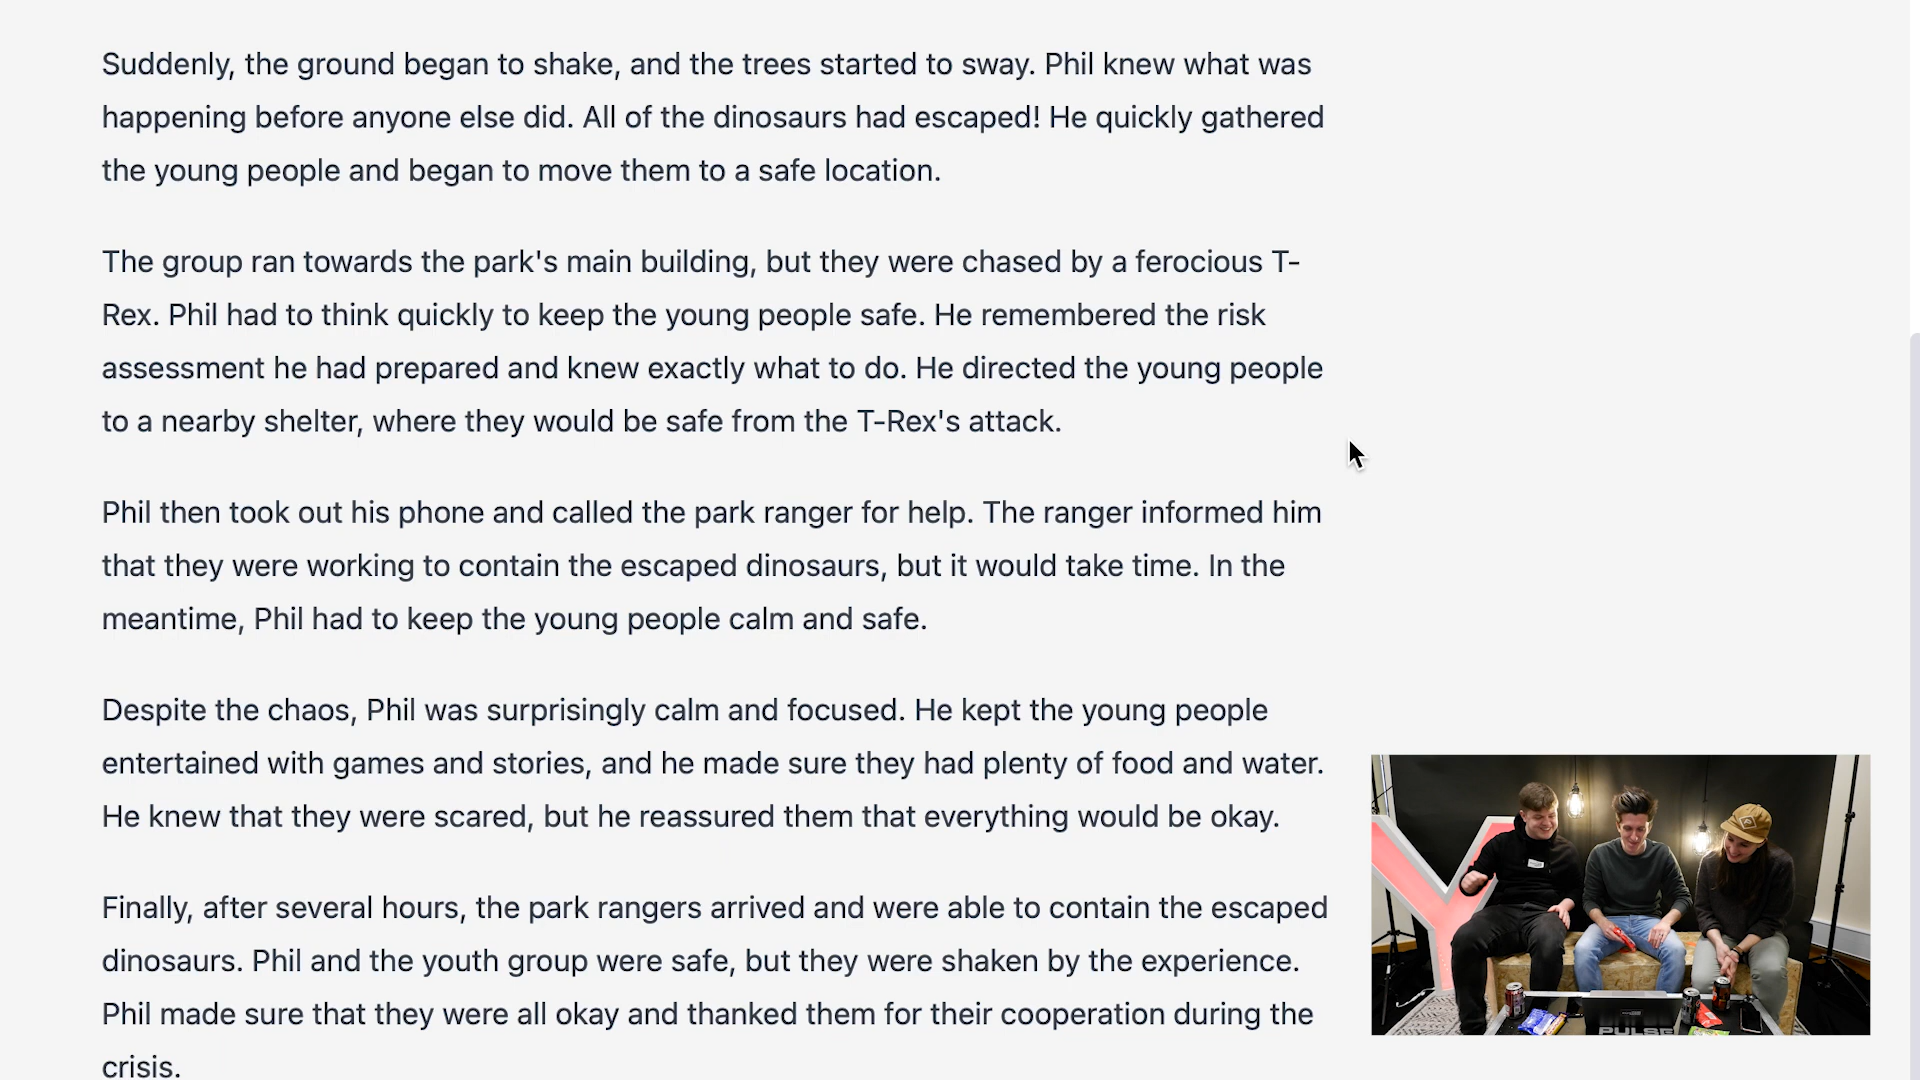 Suddenly, the ground began to shake, and the trees started to sway. Phil knew what was
happening before anyone else did. All of the dinosaurs had escaped! He quickly gathered
the young people and began to move them to a safe location.
The group ran towards the park's main building, but they were chased by a ferocious T-
Rex. Phil had to think quickly to keep the young people safe. He remembered the risk
assessment he had prepared and knew exactly what to do. He directed the young people
to a nearby shelter, where they would be safe from the T-Rex's attack.
Phil then took out his phone and called the park ranger for help. The ranger informed him
that they were working to contain the escaped dinosaurs, but it would take time. In the
meantime, Phil had to keep the young people calm and safe.
Despite the chaos, Phil was surprisingly calm and focused. He kept the young people
entertained with games and stories, and he made sure they had plenty of food and water.
He knew that they were scared, but he reassured them that everything would be okay.
Finally, after several hours, the park rangers arrived and were able to contain the escaped
dinosaurs. Phil and the youth group were safe, but they were shaken by the experience.
Phil made sure that they were all okay and thanked them for their cooperation during the
crisis.
PULSE